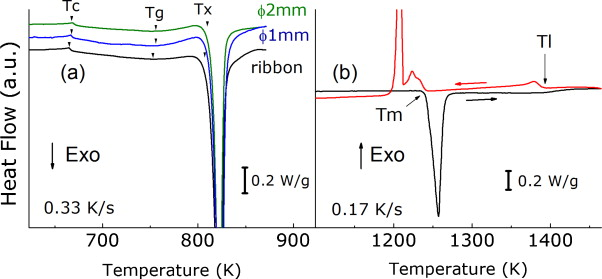 Tc Tg Tx ϕ2mm
ϕ1mm
ribbon
(a)
Exo
0.2 W/g
0.33 K/s
Heat Flow (a.u.)
700 800 900
Temperature (K)
(b)
Tl
Tm
Exo
0.2 W/g
0.17 K/s
1200 1300 1400
Temperature (K)